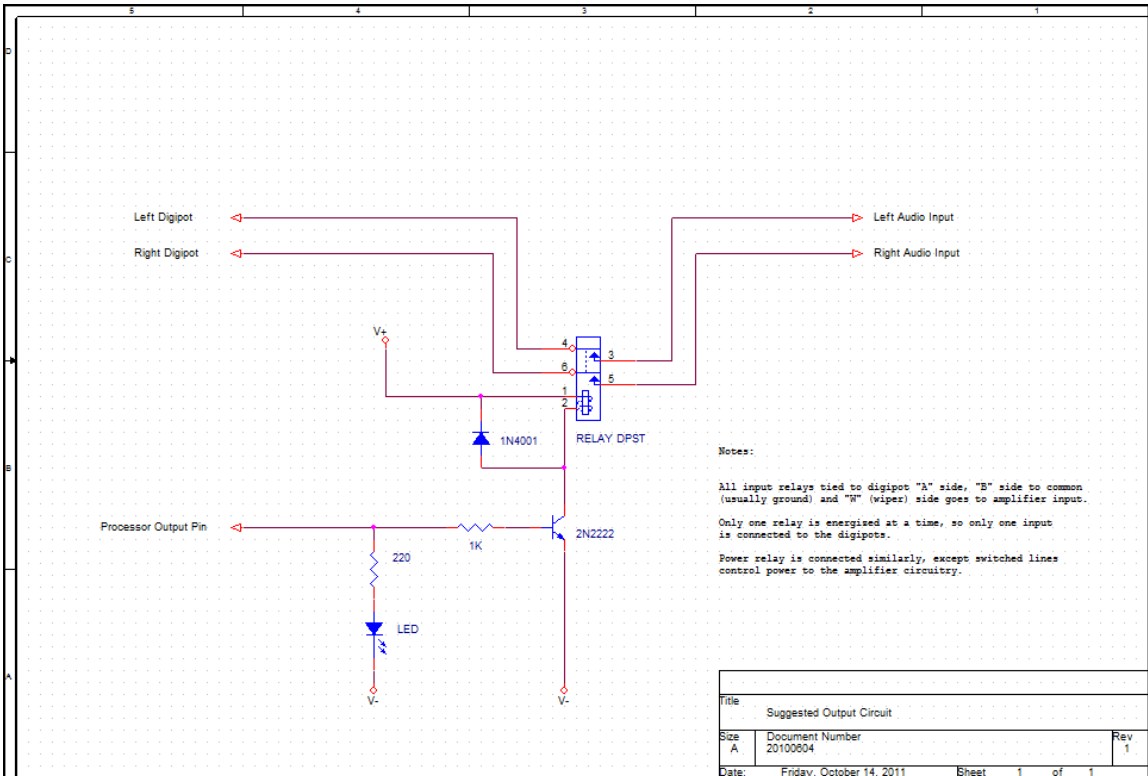 5 4 3 2 1
D
C
B
A
Left Digipot
Left Audio Input
Right Digipot
Right Audio Input
V+
4
3
6
5
1
2
1N4001
RELAY DPST
Notes:
All input relays tied to digipot "A" side, "B" side to common
(usually ground) and "W" (wiper) side goes to amplifier input.
Only one relay is energized at a time, so only one input
is connected to the digipots.
Power relay is connected similarly, except switched lines
control power to the amplifier circuitry.
Processor Output Pin
1K
2N2222
220
LED
V-
V-
Title
Suggested Output Circuit
Size Document Number Rev
A 20100604 1
Date: Friday, October 14, 2011 Sheet 1 of 1